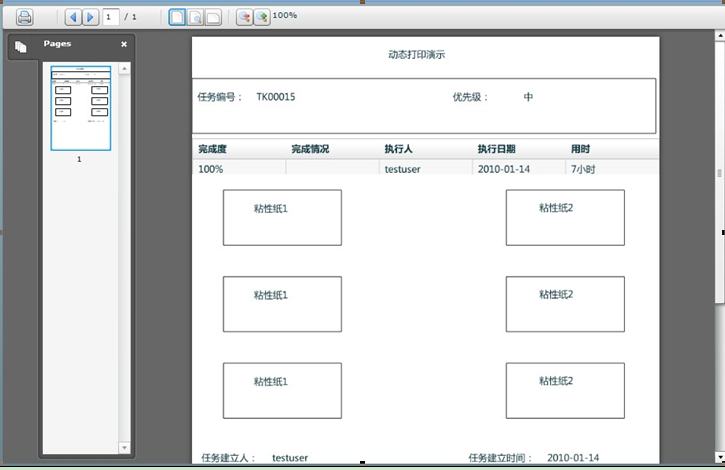 1 / 1 100%
Pages
1
动态打印演示
任务编号： TK00015 优先级： 中
完成度 完成情况 执行人 执行日期 用时
100% testuser 2010-01-14 7小时
粘性纸1 粘性纸2
粘性纸1 粘性纸2
粘性纸1 粘性纸2
任务建立人： testuser 任务建立时间： 2010-01-14